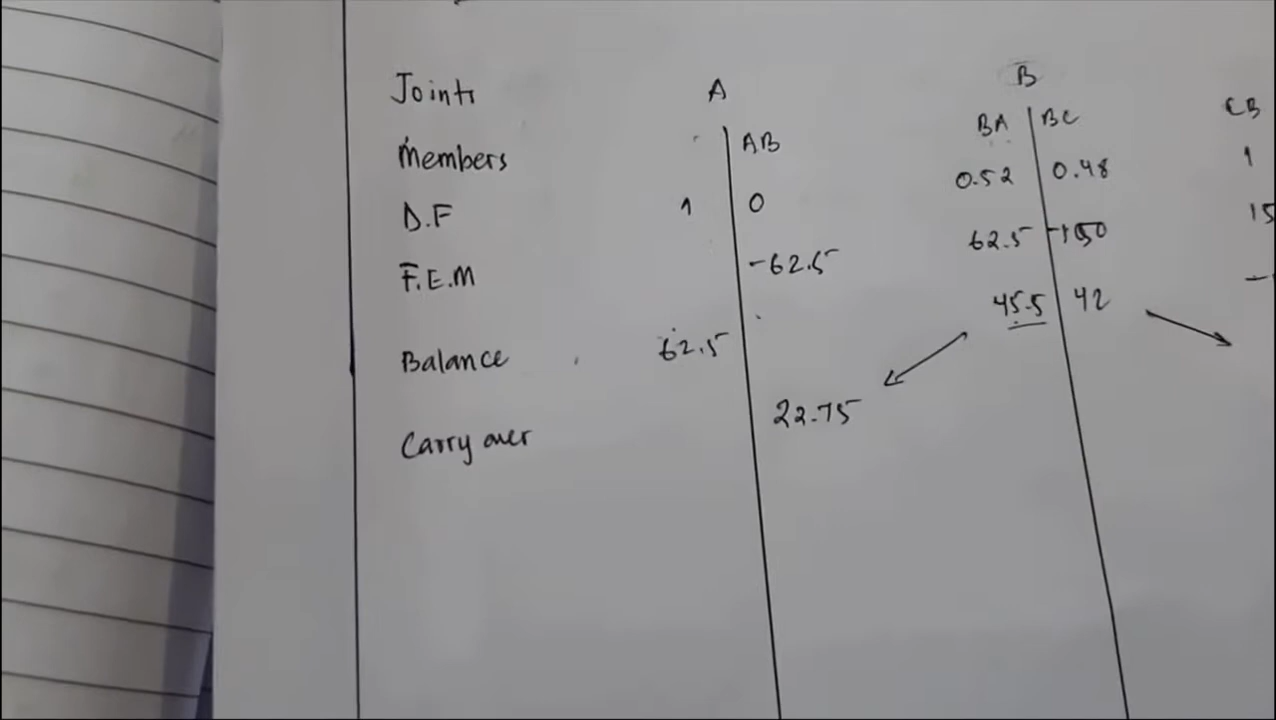 Joints A B
Members AB BA BC CB
D.F 1 0 0.52 0.48 1
F.E.M -62.5 62.5 -150 15
Balance 62.5 45.5 42 -
Carry over 22.75